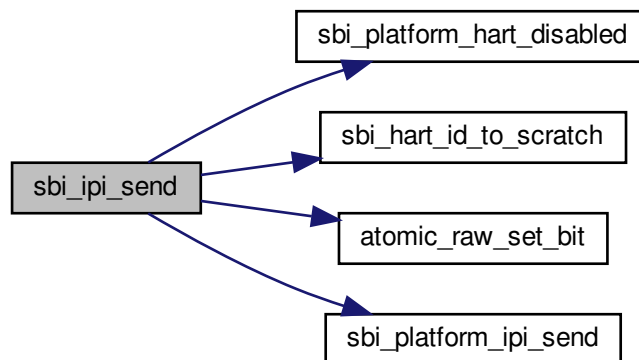 sbi_platform_hart_disabled
sbi_hart_id_to_scratch
sbi_ipi_send
atomic_raw_set_bit
sbi_platform_ipi_send